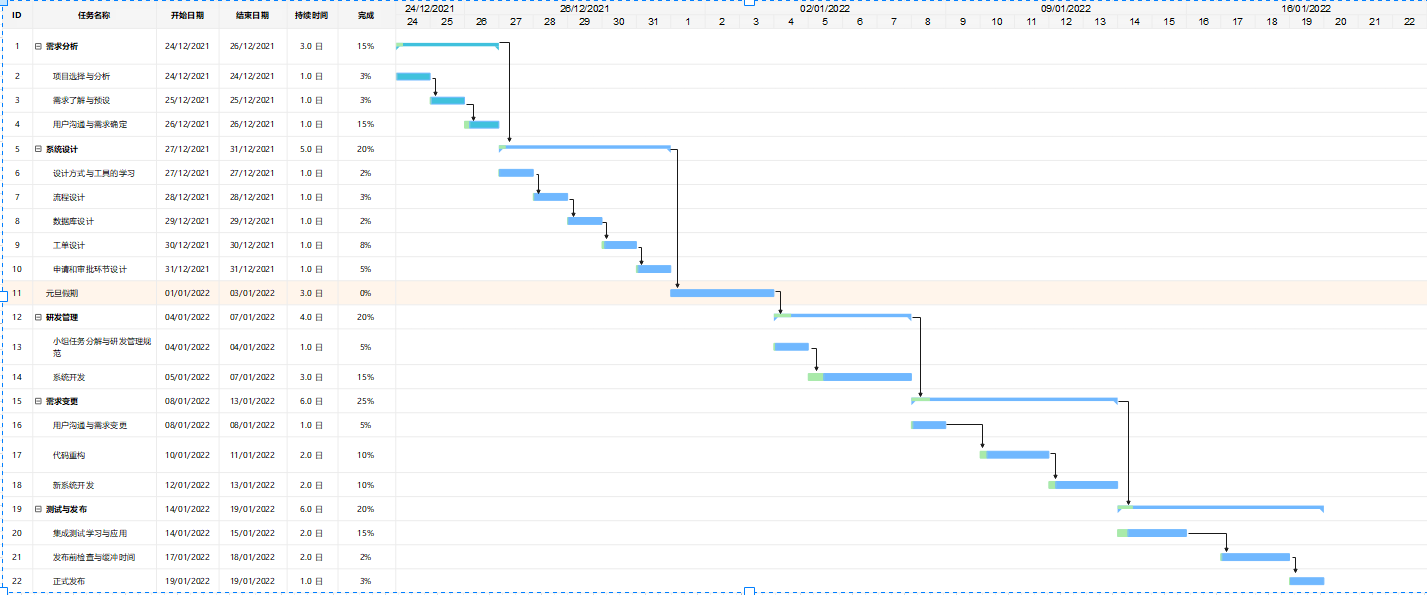 ID 任务名称 开始日期 结束日期 持续时间 完成 24/12/2021 26/12/2021 02/01/2022 09/01/2022 16/01/2022
24 25 26 27 28 29 30 31 1 2 3 4 5 6 7 8 9 10 11 12 13 14 15 16 17 18 19 20 21 22
1 需求分析 24/12/2021 26/12/2021 3.0 日 15%
2 项目选择与分析 24/12/2021 24/12/2021 1.0 日 3%
3 需求了解与预设 25/12/2021 25/12/2021 1.0 日 3%
4 用户沟通与需求确定 26/12/2021 26/12/2021 1.0 日 15%
5 系统设计 27/12/2021 31/12/2021 5.0 日 20%
6 设计方式与工具的学习 27/12/2021 27/12/2021 1.0 日 2%
7 流程设计 28/12/2021 28/12/2021 1.0 日 3%
8 数据库设计 29/12/2021 29/12/2021 1.0 日 2%
9 工单设计 30/12/2021 30/12/2021 1.0 日 8%
10 申请和审批环节设计 31/12/2021 31/12/2021 1.0 日 5%
11 元旦假期 01/01/2022 03/01/2022 3.0 日 0%
12 研发管理 04/01/2022 07/01/2022 4.0 日 20%
13 小组任务分解与研发管理规 04/01/2022 04/01/2022 1.0 日 5%
范
14 系统开发 05/01/2022 07/01/2022 3.0 日 15%
15 需求变更 08/01/2022 13/01/2022 6.0 日 25%
16 用户沟通与需求变更 08/01/2022 08/01/2022 1.0 日 5%
17 代码重构 10/01/2022 11/01/2022 2.0 日 10%
18 新系统开发 12/01/2022 13/01/2022 2.0 日 10%
19 测试与发布 14/01/2022 19/01/2022 6.0 日 20%
20 集成测试学习与应用 14/01/2022 15/01/2022 2.0 日 15%
21 发布前检查与缓冲时间 17/01/2022 18/01/2022 2.0 日 2%
22 正式发布 19/01/2022 19/01/2022 1.0 日 3%